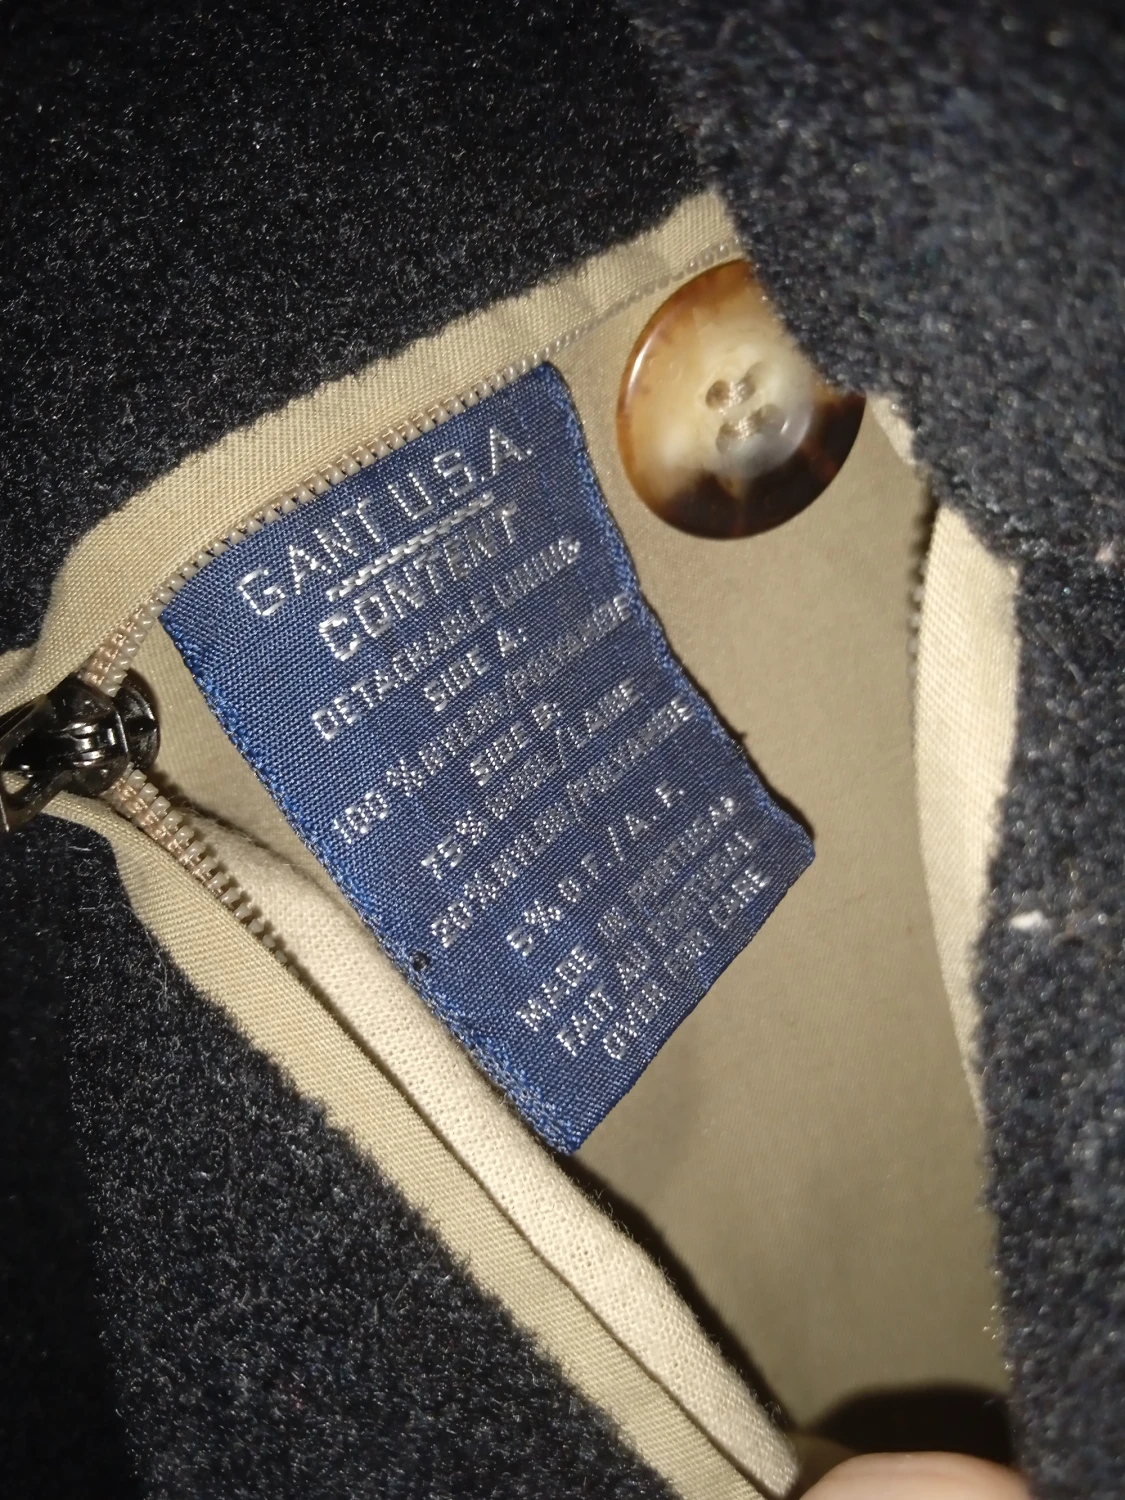 GANT U.S.A.
CONTENT
DETACHABLE LINING
SIDE A:
100 % NYLON/POLYAMIDE
SIDE B:
75 % WOOL/LAINE
20 % NYLON/POLYAMIDE
5 % O.F./A. F.
MADE IN PORTUGAL
FAIT AU PORTUGAL
OVER FOR CARE